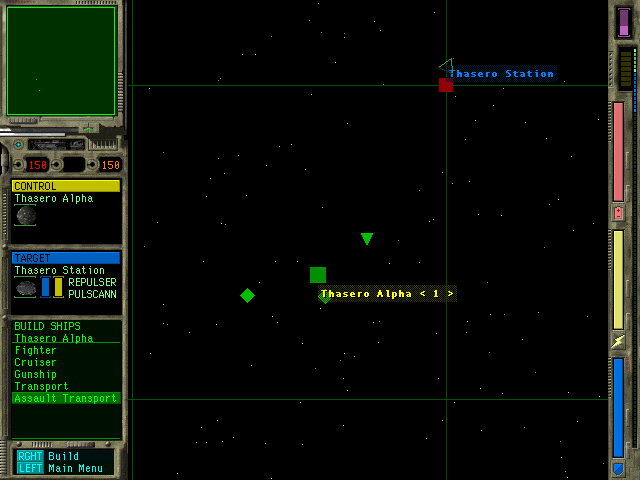 Thasero Station
150 150
CONTROL
Thasero Alpha
TARGET
Thasero Station
REPULSER
PULSCANN
Thasero Alpha < 1 >
BUILD SHIPS
Thasero Alpha
Fighter
Cruiser
Gunship
Transport
Assault Transport
RGHT Build
LEFT Main Menu